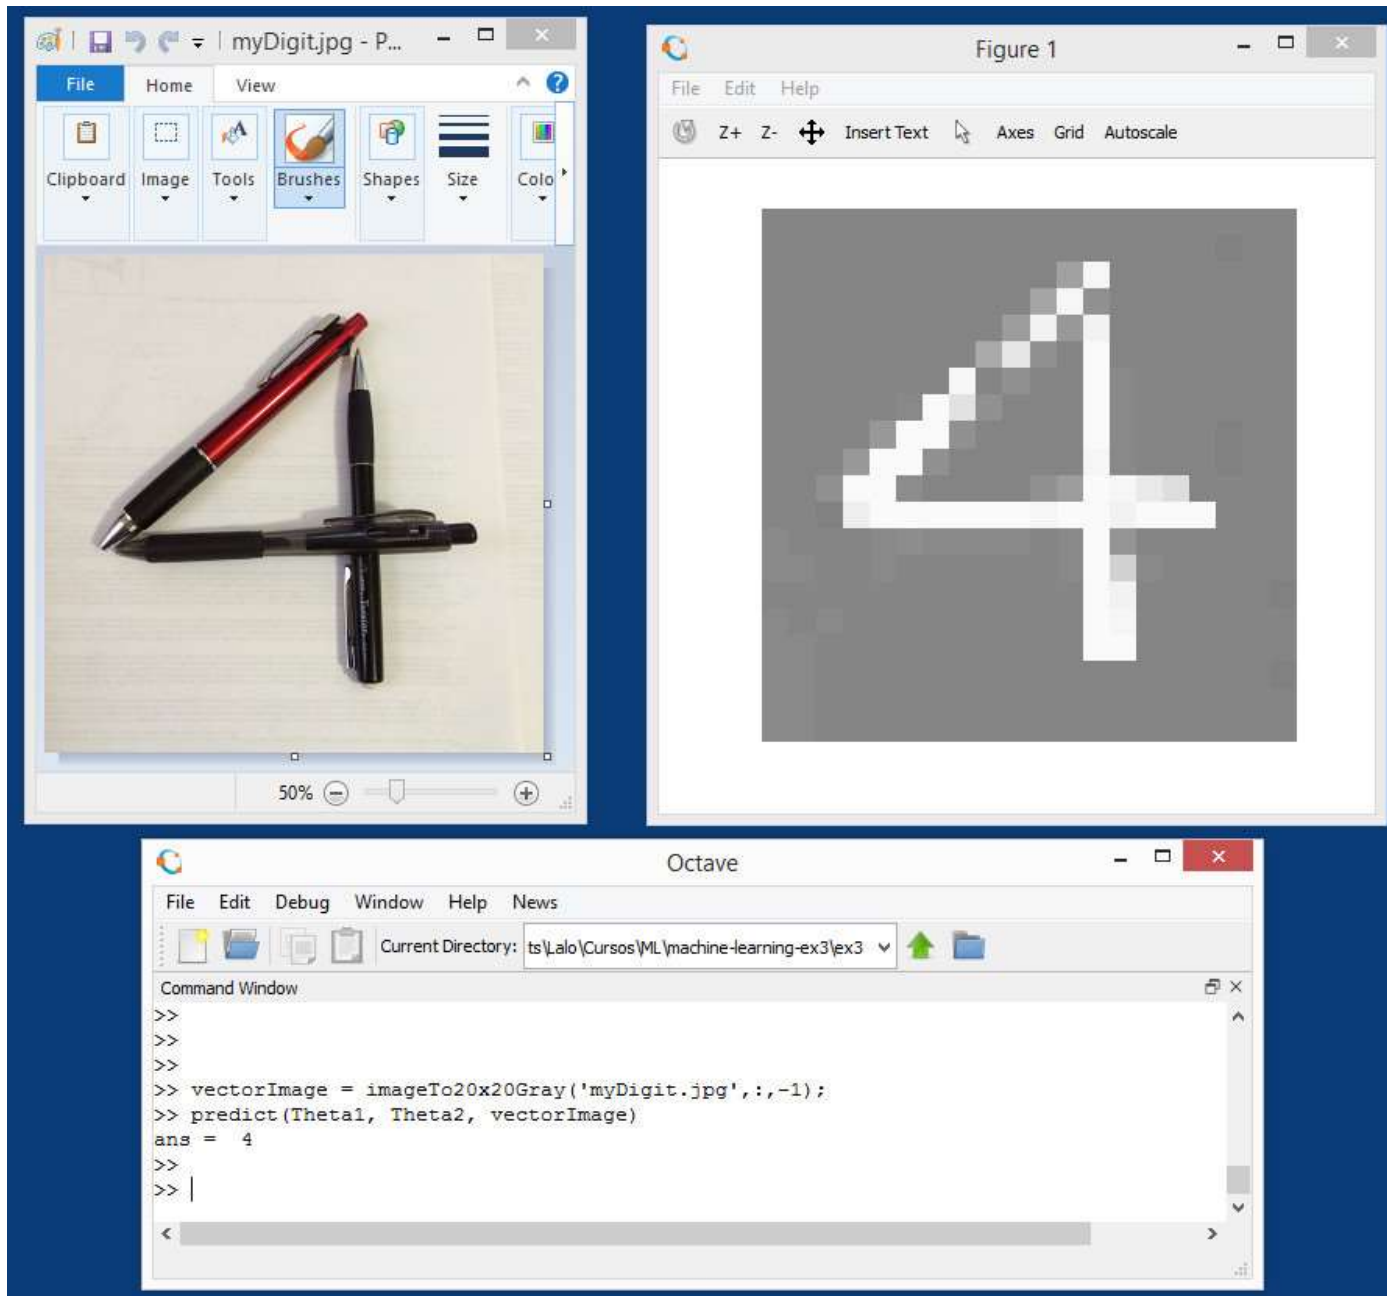 myDigit.jpg - P...
File Home View
Clipboard Image Tools Brushes Shapes Size Colo
50%
Figure 1
File Edit Help
Z+ Z- Insert Text Axes Grid Autoscale
Octave
File Edit Debug Window Help News
Current Directory: ts\Lalo\Cursos\ML\machine-learning-ex3\ex3
Command Window
>>
>>
>>
>> vectorImage = imageTo20x20Gray('myDigit.jpg',:,-1);
>> predict(Theta1, Theta2, vectorImage)
ans =  4
>>
>>